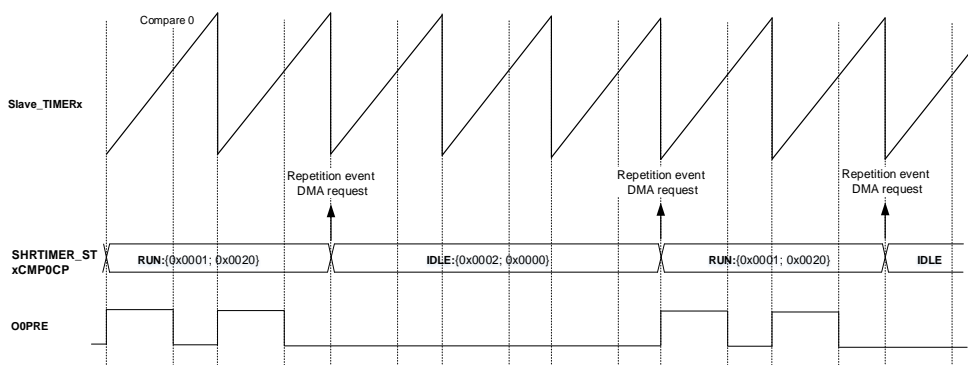 Compare 0
Slave_TIMERx
Repetition event
DMA request
Repetition event
DMA request
Repetition event
DMA request
SHRTIMER_ST
xCMP0CP
RUN:{0x0001; 0x0020}
IDLE:{0x0002; 0x0000}
RUN:{0x0001; 0x0020}
IDLE
O0PRE